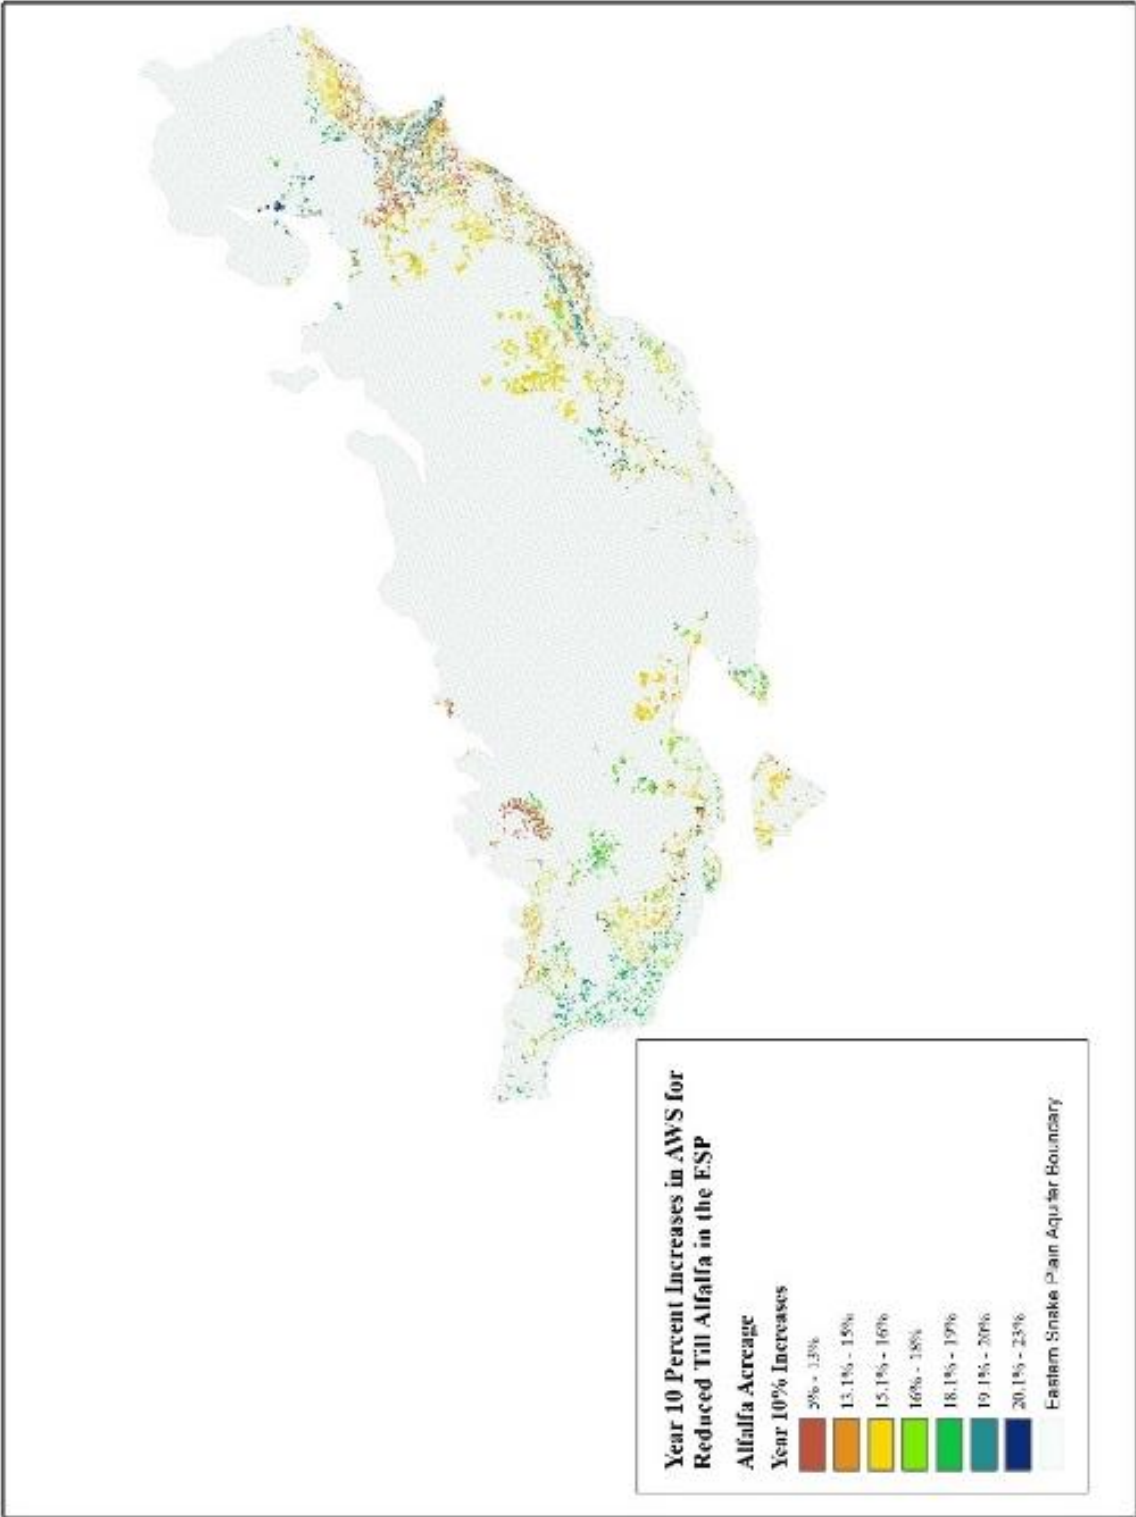 Year 10 Percent Increases in AWS for
Reduced Till Alfalfa in the ESP
Alfalfa Acreage
Year 10% Increases
5% - 13%
13.1% - 15%
15.1% - 16%
16% - 18%
18.1% - 19%
19.1% - 20%
20.1% - 23%
Eastern Snake Plain Aquifer Boundary